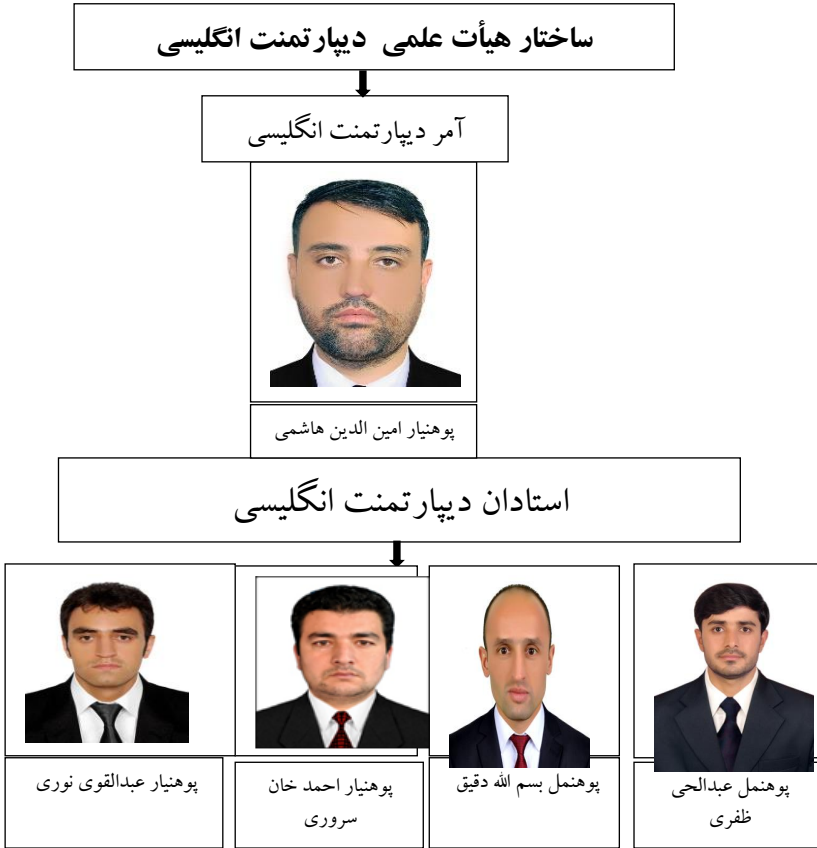 ساختار هیأت علمی دیپارتمنت انگلیسی
آمر دیپارتمنت انگلیسی
پوهنیار امین الدین هاشمی
استادان دیپارتمنت انگلیسی
پوهنمل عبدالحی
ظفری
پوهنمل بسم الله دقیق
پوهنیار احمد خان
سروری
پوهنیار عبدالقوی نوری